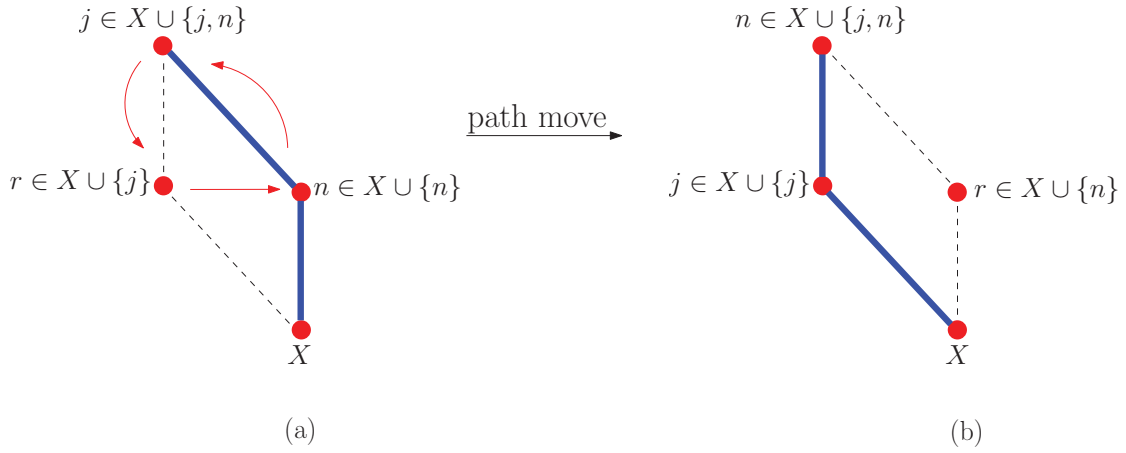 j ∈ X ∪ {j, n}
n ∈ X ∪ {j, n}
path move
r ∈ X ∪ {j}
n ∈ X ∪ {n}
j ∈ X ∪ {j}
r ∈ X ∪ {n}
X
X
(a)
(b)